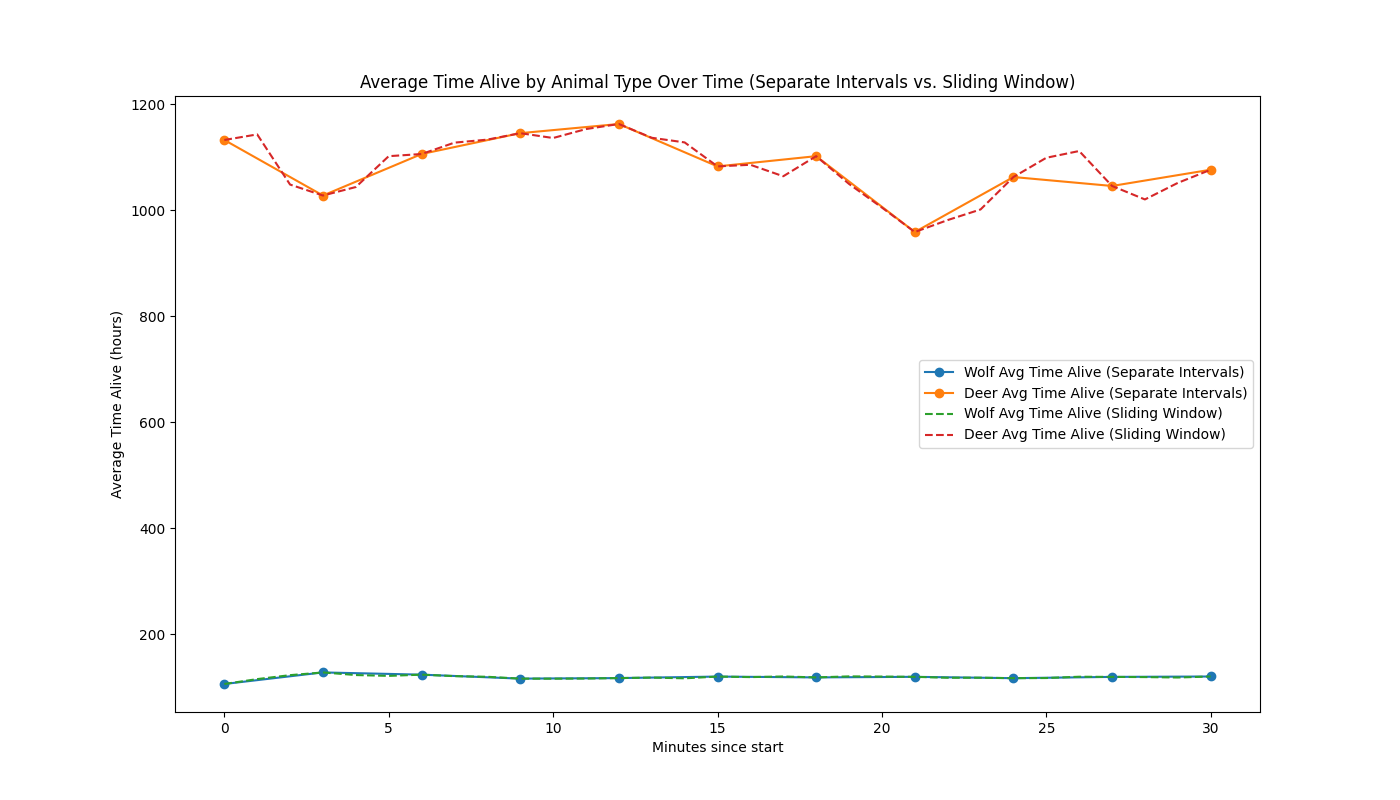 Average Time Alive by Animal Type Over Time (Separate Intervals vs. Sliding Window)
1200
1000
800
600
400
200
Average Time Alive (hours)
Wolf Avg Time Alive (Separate Intervals)
Deer Avg Time Alive (Separate Intervals)
Wolf Avg Time Alive (Sliding Window)
Deer Avg Time Alive (Sliding Window)
0 5 10 15 20 25 30
Minutes since start